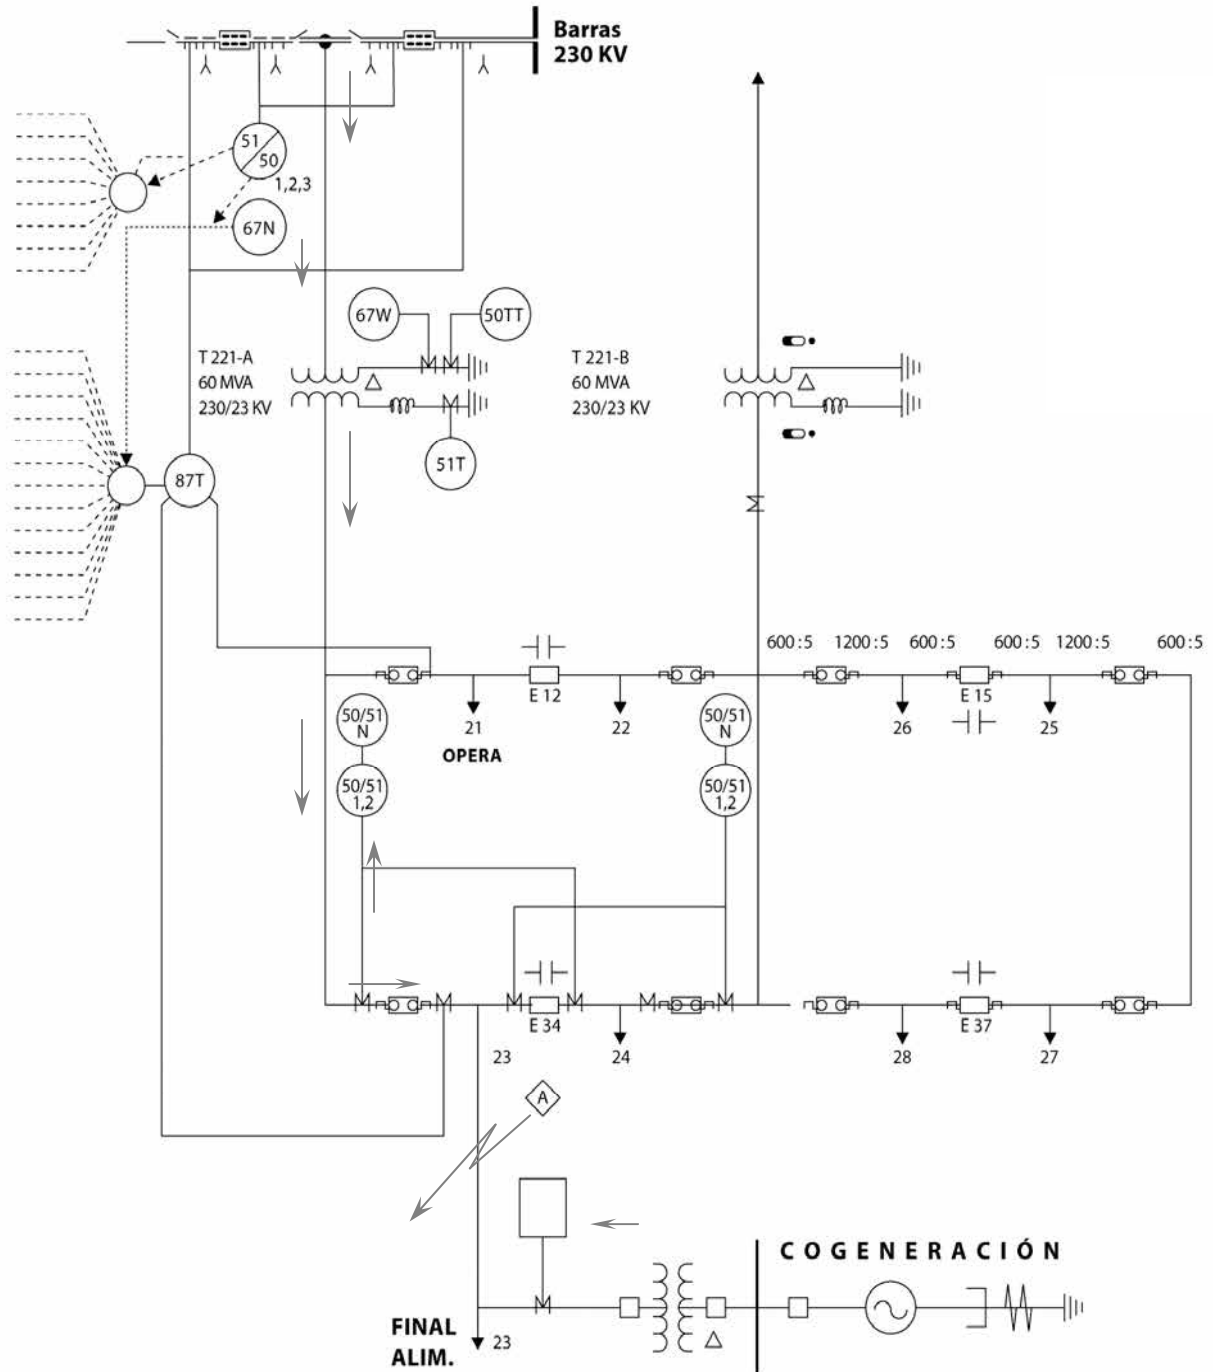 Barras
230 KV
51
50
1,2,3
67N
67W
50TT
T 221-A
60 MVA
230/23 KV
T 221-B
60 MVA
230/23 KV
51T
87T
600:5 1200:5 600:5 600:5 1200:5 600:5
E 12
E 15
50/51
N
21
22
50/51
N
26
25
OPERA
50/51
1,2
50/51
1,2
E 34
E 37
23
24
28
27
A
COGENERACIÓN
FINAL
ALIM.
23